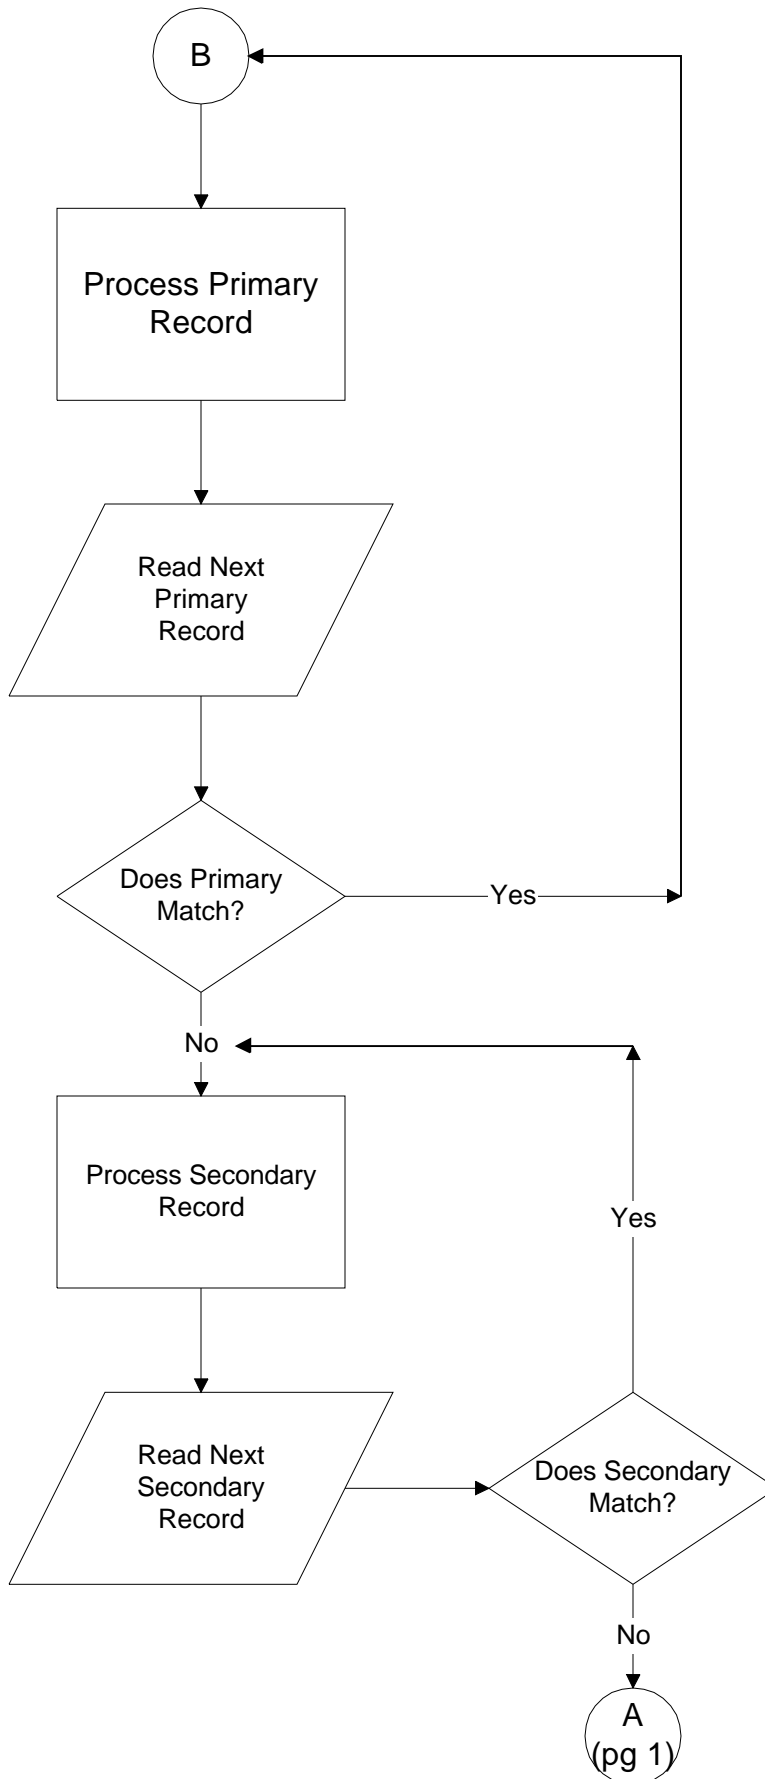 B
Process Primary
Record
Read Next
Primary
Record
Does Primary
Match?
Yes
No
Process Secondary
Record
Yes
Read Next
Secondary
Record
Does Secondary
Match?
No
A
(pg 1)